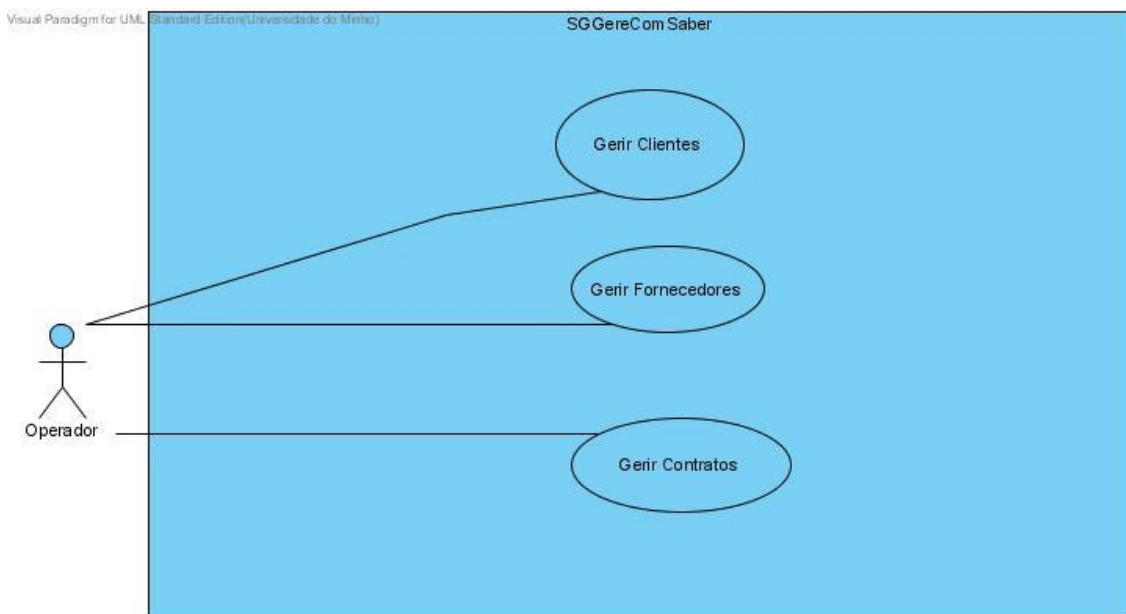 Visual Paradigm for UML Standard Edition(Universidade do Minho)
SGGereComSaber
Gerir Clientes
Gerir Fornecedores
Operador
Gerir Contratos